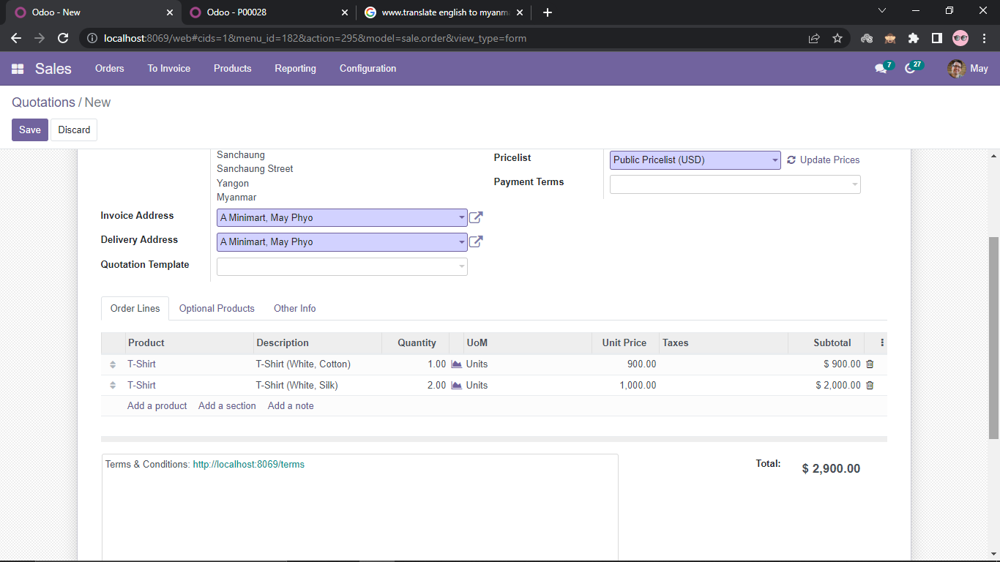 Odoo - New
Odoo - P00028
www.translate english to myanma
localhost:8069/web#cids=1&menu_id=182&action=295&model=sale.order&view_type=form
Sales Orders To Invoice Products Reporting Configuration 7 27 May
Quotations / New
Save Discard
Sanchaung
Sanchaung Street
Yangon
Myanmar
Pricelist Public Pricelist (USD) Update Prices
Payment Terms
Invoice Address A Minimart, May Phyo
Delivery Address A Minimart, May Phyo
Quotation Template
Order Lines Optional Products Other Info
Product Description Quantity UoM Unit Price Taxes Subtotal
T-Shirt T-Shirt (White, Cotton) 1.00 Units 900.00 $ 900.00
T-Shirt T-Shirt (White, Silk) 2.00 Units 1,000.00 $ 2,000.00
Add a product Add a section Add a note
Terms & Conditions: http://localhost:8069/terms
Total: $ 2,900.00